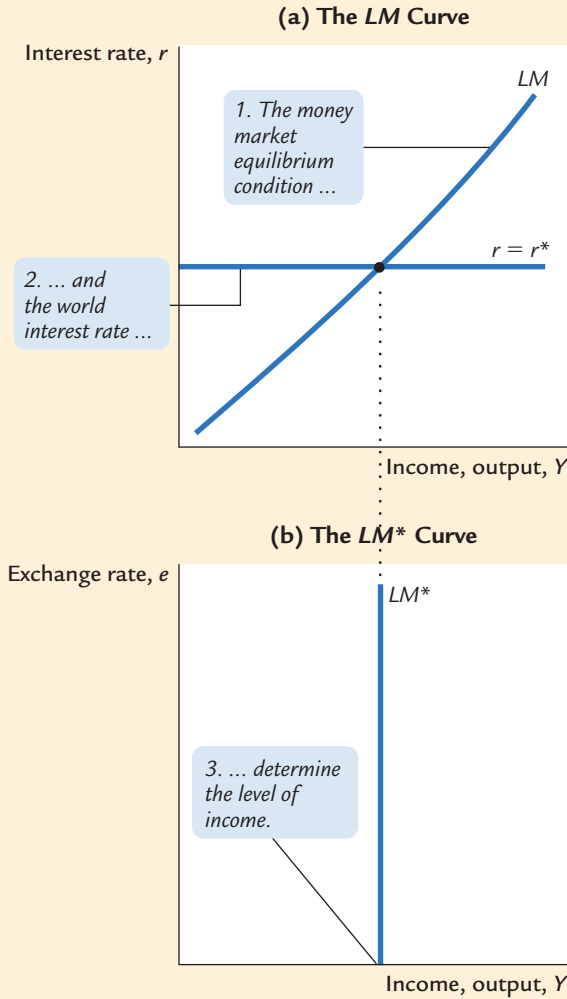 (a) The LM Curve
Interest rate, r
LM
1. The money
market
equilibrium
condition ...
r = r*
2. ... and
the world
interest rate ...
Income, output, Y
(b) The LM* Curve
Exchange rate, e
LM*
3. ... determine
the level of
income.
Income, output, Y